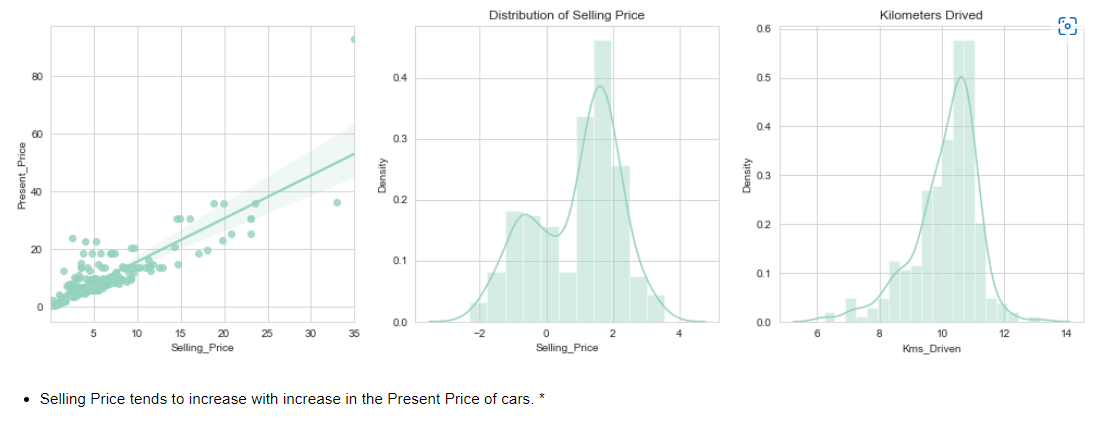 Distribution of Selling Price
Kilometers Drived
Present_Price
80
60
40
20
0
5 10 15 20 25 30 35
Selling_Price
Density
0.4
0.3
0.2
0.1
0.0
−2 0 2 4
Selling_Price
Density
0.6
0.5
0.4
0.3
0.2
0.1
0.0
6 8 10 12 14
Kms_Driven
• Selling Price tends to increase with increase in the Present Price of cars. *